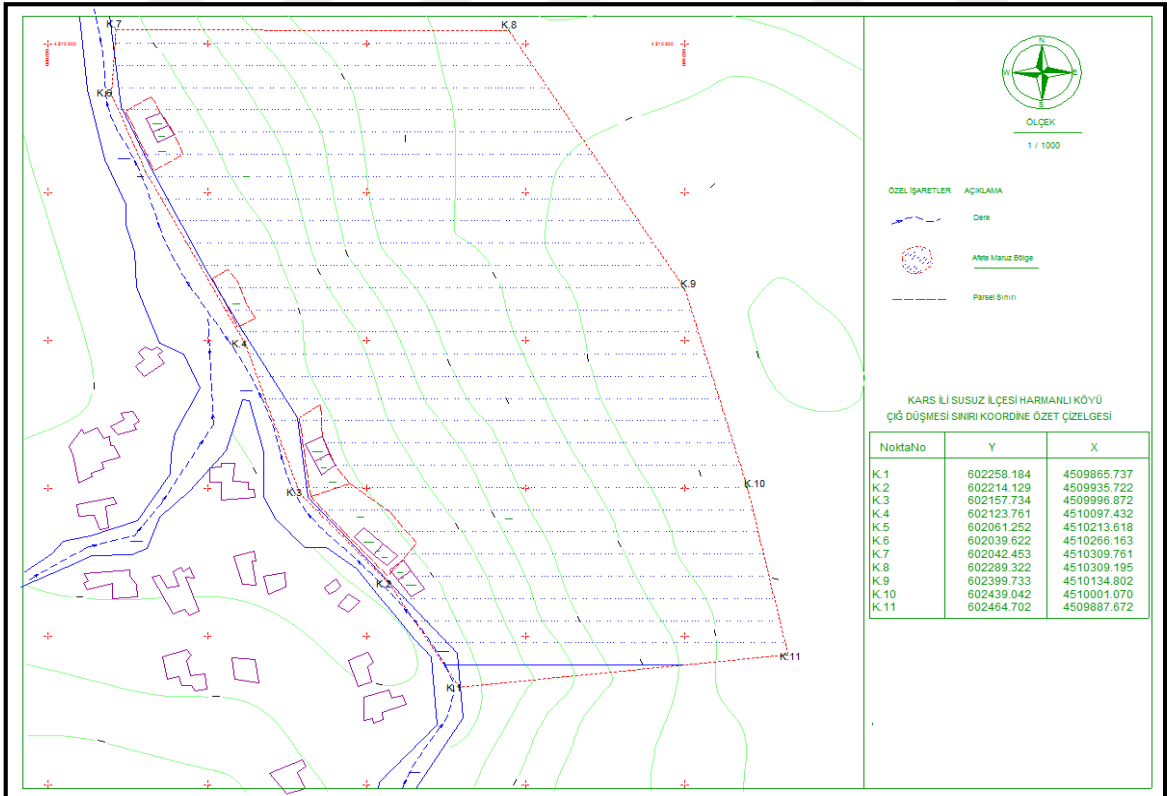 K.7
K.8
K.6
K.9
K.4
K.3
K.10
K.2
K.11
K.1
N
W
E
S
ÖLÇEK
1 / 1000
ÖZEL İŞARETLER AÇIKLAMA
Dere
Afete Maruz Bölge
Parsel Sınırı
KARS İLİ SUSUZ İLÇESİ HARMANLI KÖYÜ
ÇIĞ DÜŞMESİ SINIRI KOORDİNE ÖZET ÇİZELGESİ
NoktaNo Y X
K.1 602258.184 4509865.737
K.2 602214.129 4509935.722
K.3 602157.734 4509996.872
K.4 602123.761 4510097.432
K.5 602061.252 4510213.618
K.6 602039.622 4510266.163
K.7 602042.453 4510309.761
K.8 602289.322 4510309.195
K.9 602399.733 4510134.802
K.10 602439.042 4510001.070
K.11 602464.702 4509887.672